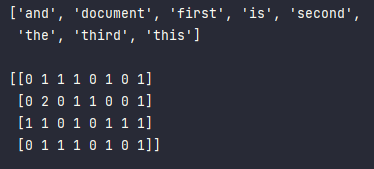 ['and', 'document', 'first', 'is', 'second',
'the', 'third', 'this']
[[0 1 1 1 0 1 0 1]
[0 2 0 1 1 0 0 1]
[1 1 0 1 0 1 1 1]
[0 1 1 1 0 1 0 1]]